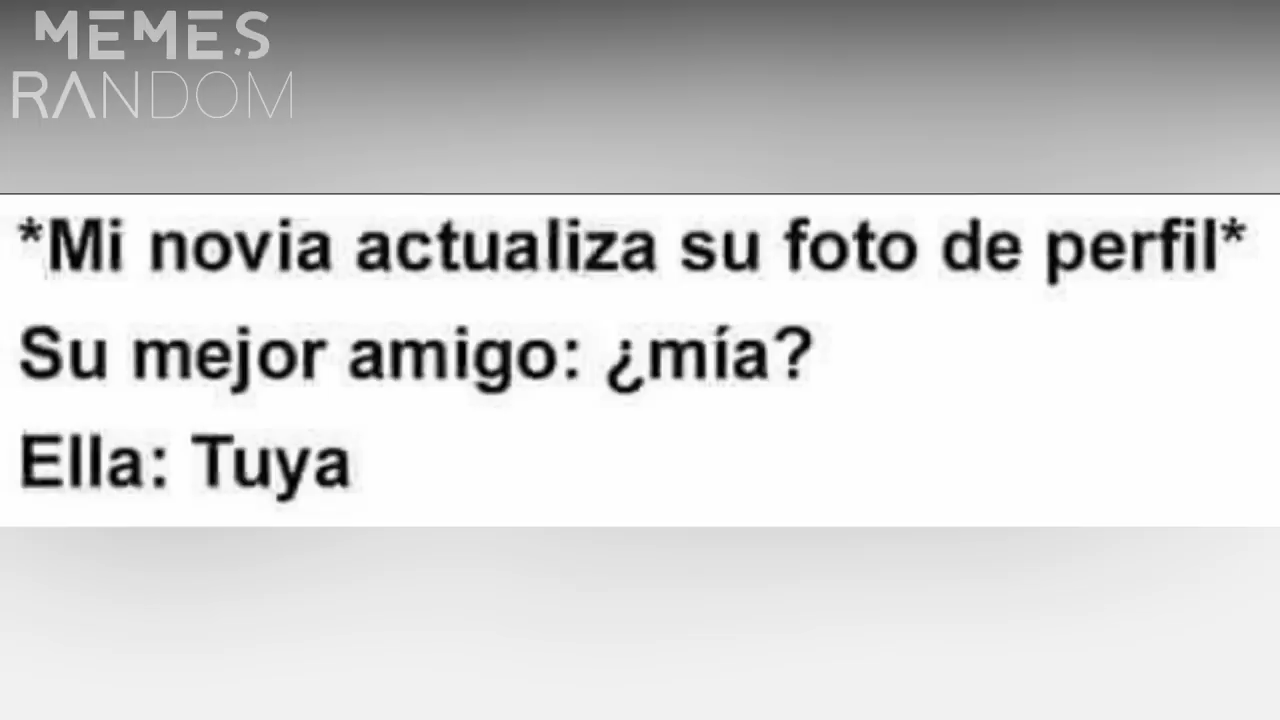 MEMES
RANDOM
*Mi novia actualiza su foto de perfil*
Su mejor amigo: ¿mía?
Ella: Tuya